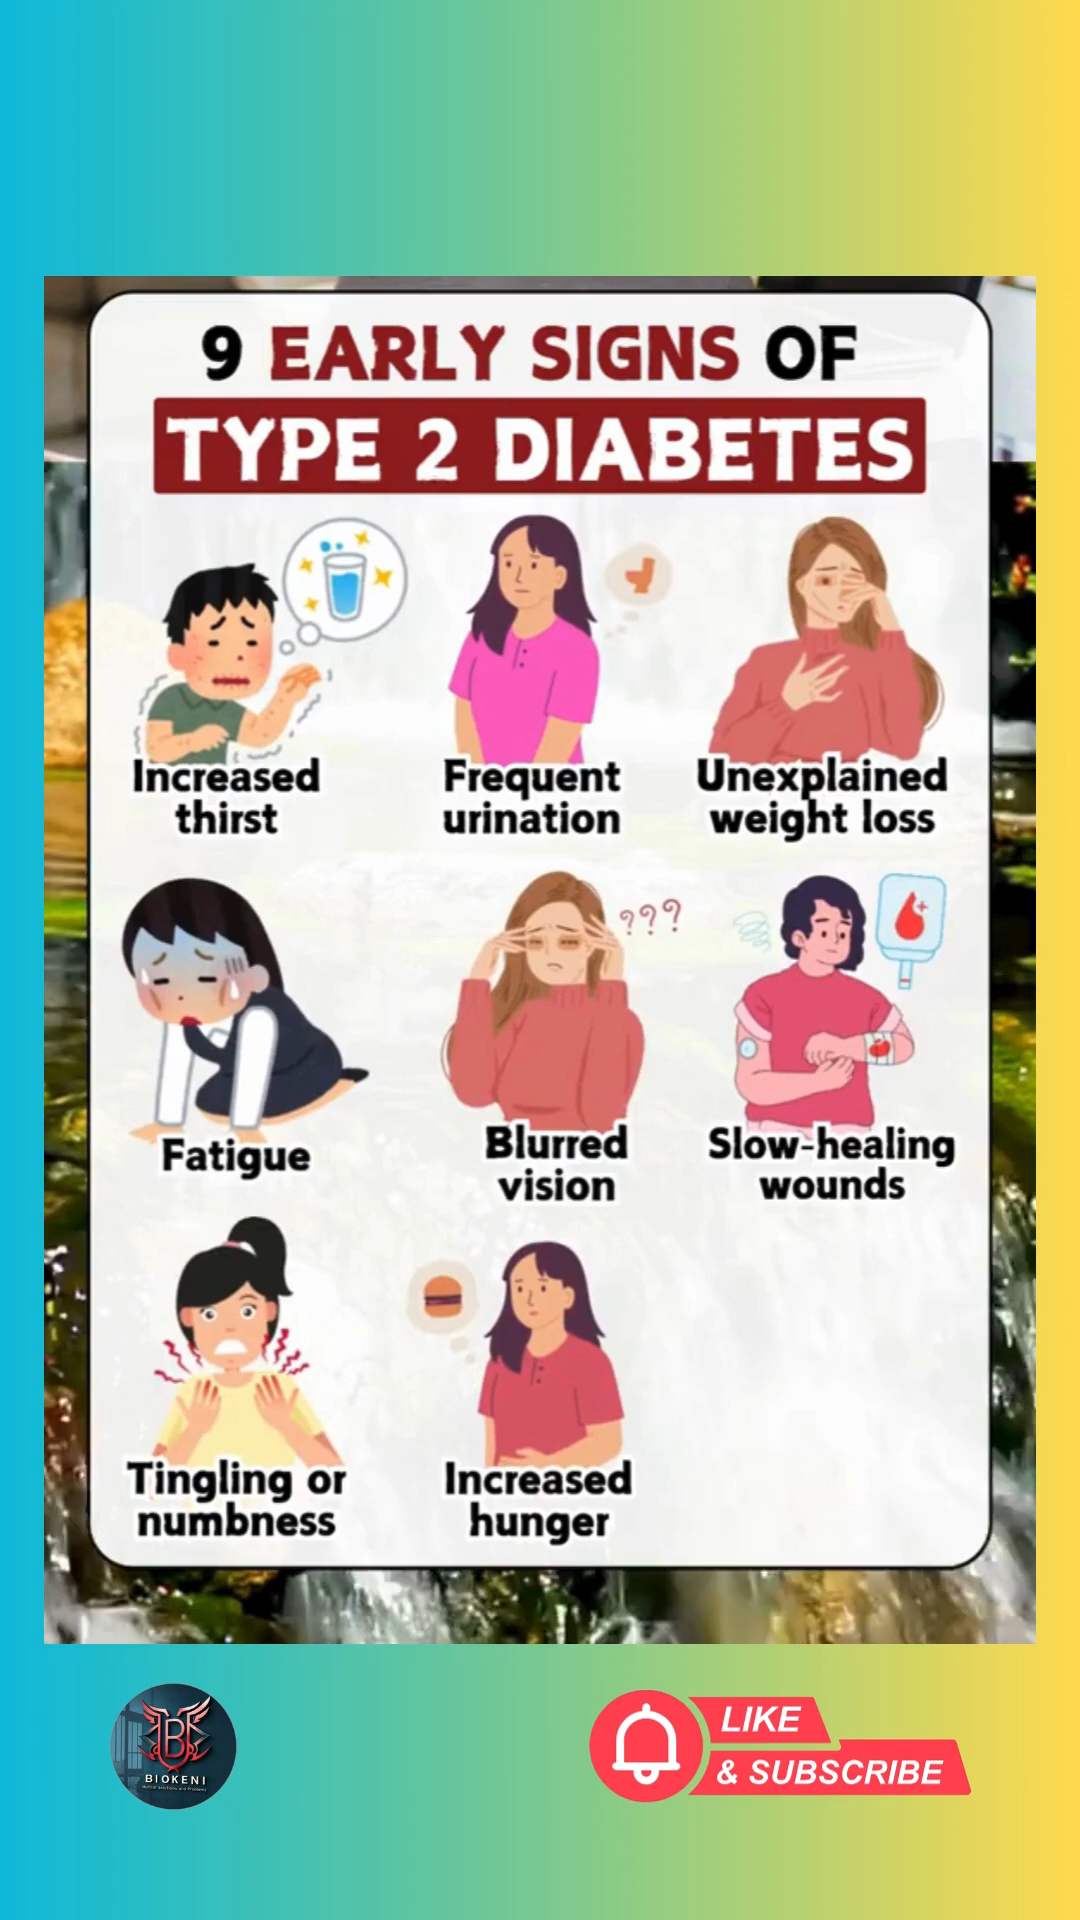 9 EARLY SIGNS OF
TYPE 2 DIABETES
Increased
thirst
Frequent
urination
Unexplained
weight loss
Fatigue
???
Blurred
vision
Slow-healing
wounds
Tingling or
numbness
Increased
hunger
B
BIOKENI
LIKE
& SUBSCRIBE